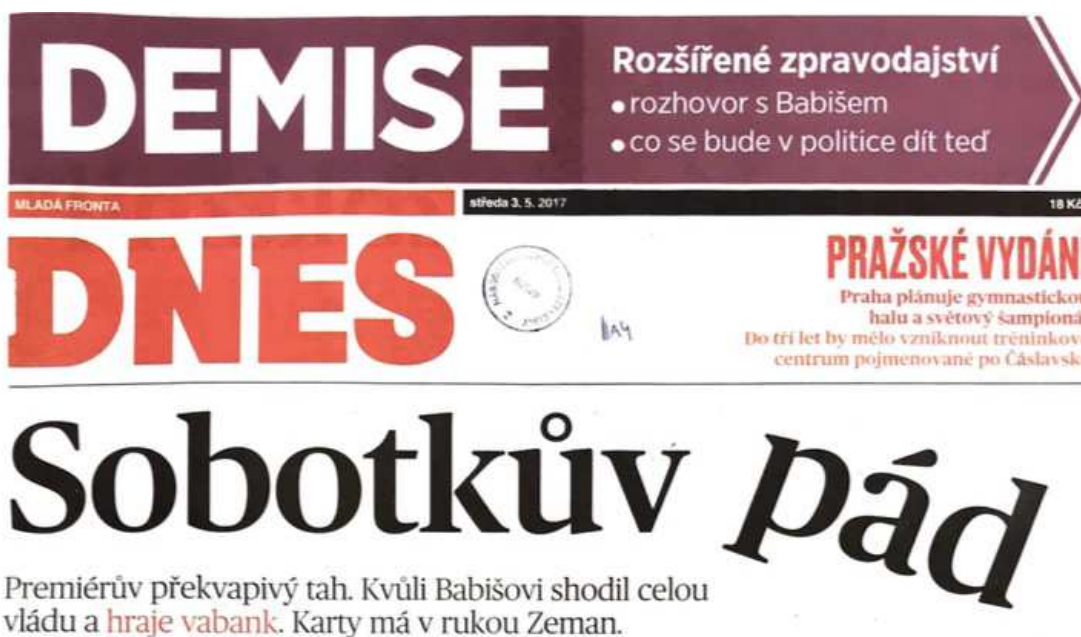 DEMISE
Rozšířené zpravodajství
• rozhovor s Babišem
• co se bude v politice dít teď
MLADÁ FRONTA
středa 3. 5. 2017
18 Kč
DNES
PRAŽSKÉ VYDÁN
Praha plánuje gymnastickou
halu a světový šampioná
Do tří let by mělo vzniknout tréninkov
centrum pojmenované po Čáslavsk
Sobotkův pád
Premiérův překvapivý tah. Kvůli Babišovi shodil celou
vládu a hraje vabank. Karty má v rukou Zeman.